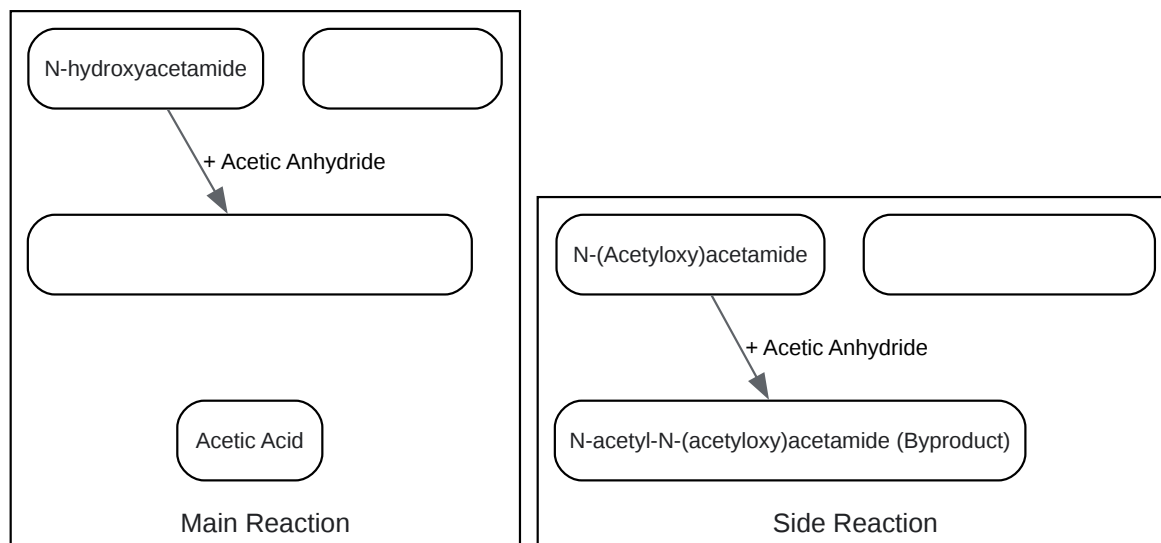 N-hydroxyacetamide
+ Acetic Anhydride
Acetic Acid
Main Reaction
N-(Acetyloxy)acetamide
+ Acetic Anhydride
N-acetyl-N-(acetyloxy)acetamide (Byproduct)
Side Reaction